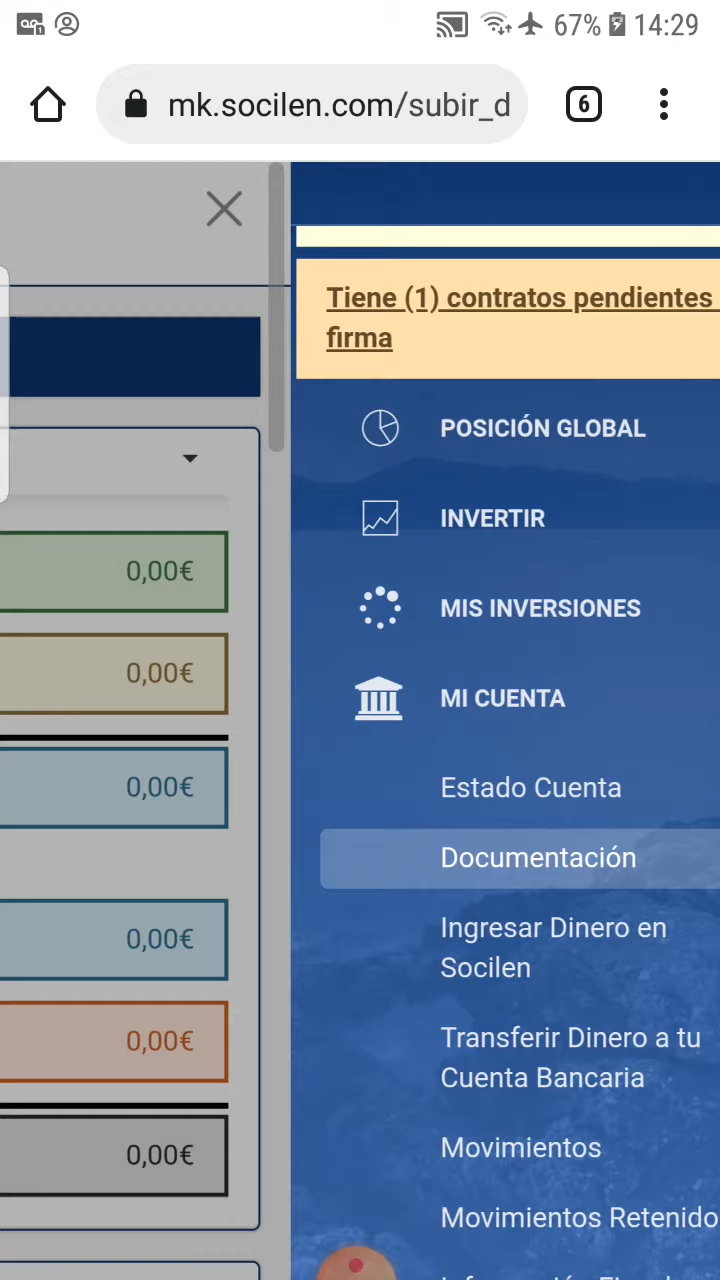 67% 14:29
mk.socilen.com/subir_d
6
Tiene (1) contratos pendientes
firma
POSICIÓN GLOBAL
INVERTIR
0,00€
MIS INVERSIONES
0,00€
MI CUENTA
0,00€
Estado Cuenta
Documentación
0,00€
Ingresar Dinero en
Socilen
0,00€
Transferir Dinero a tu
Cuenta Bancaria
0,00€
Movimientos
Movimientos Retenido